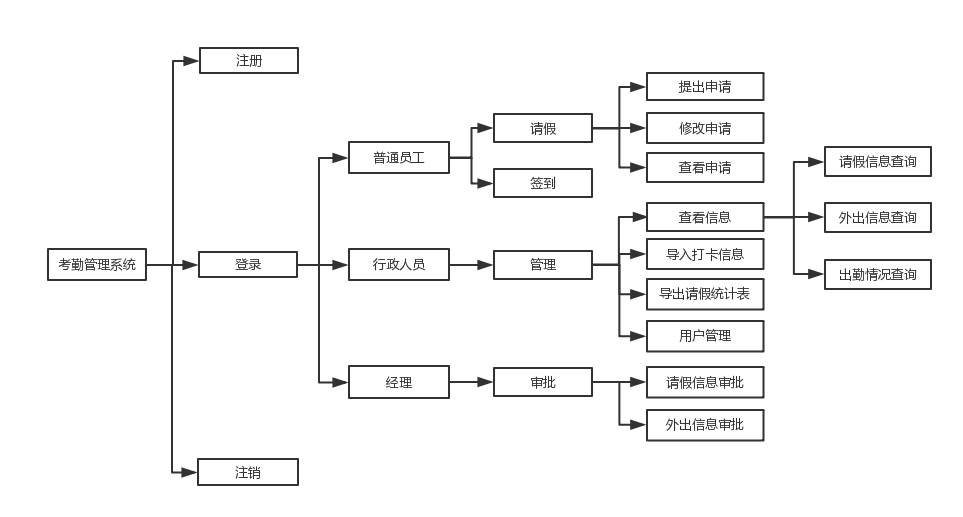 注册
提出申请
请假
修改申请
普通员工
查看申请
请假信息查询
签到
查看信息
外出信息查询
导入打卡信息
考勤管理系统
登录
行政人员
管理
出勤情况查询
导出请假统计表
用户管理
经理
审批
请假信息审批
外出信息审批
注销